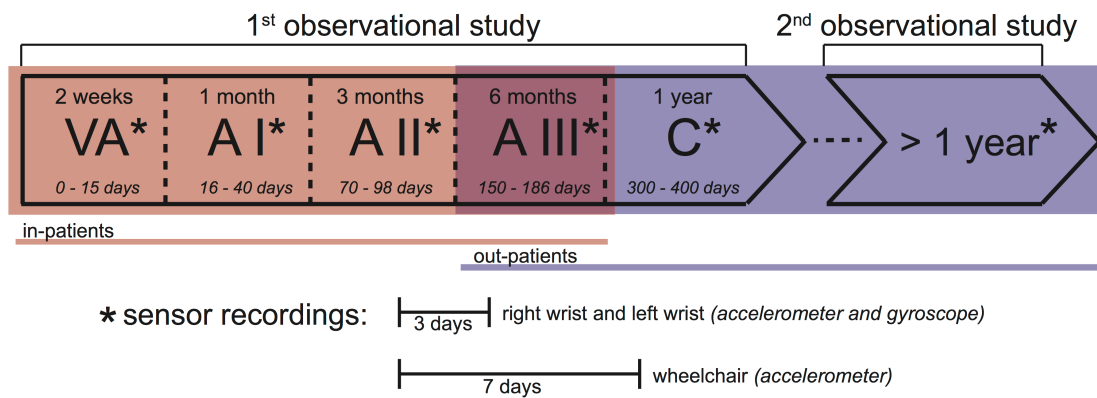 1st observational study
2nd observational study
2 weeks
VA*
0 - 15 days
1 month
A I*
16 - 40 days
3 months
A II*
70 - 98 days
6 months
A III*
150 - 186 days
1 year
C*
300 - 400 days
> 1 year*
in-patients
out-patients
* sensor recordings:
3 days
right wrist and left wrist (accelerometer and gyroscope)
7 days
wheelchair (accelerometer)